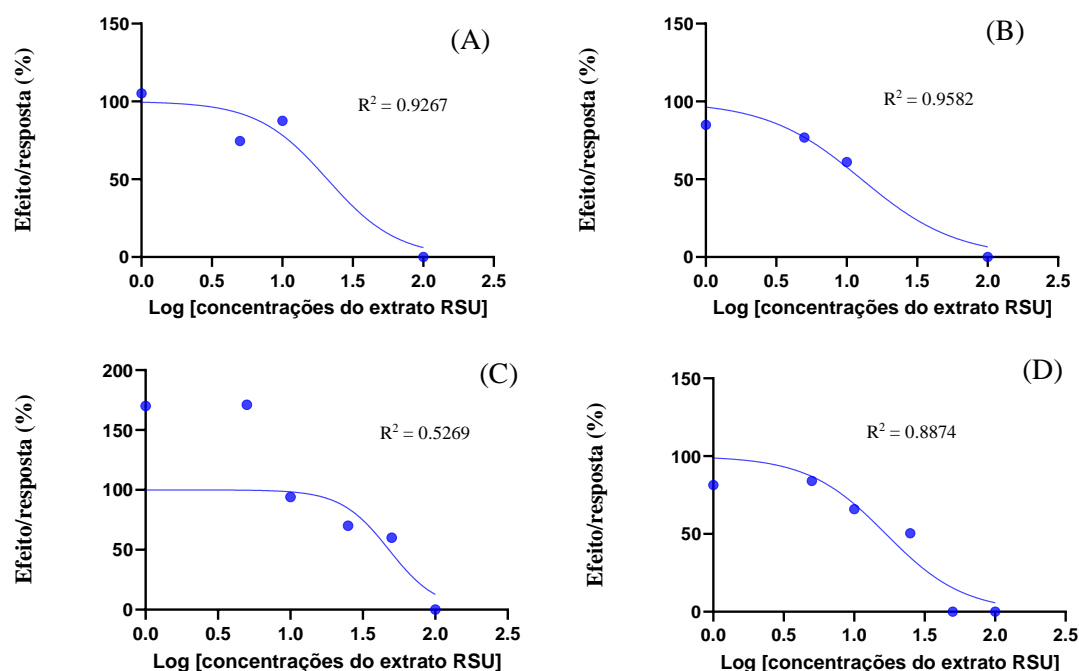 (A)
Efeito/resposta (%)
150
100
50
0
R² = 0.9267
0.0 0.5 1.0 1.5 2.0 2.5
Log [concentrações do extrato RSU]
(B)
Efeito/resposta (%)
150
100
50
0
R² = 0.9582
0.0 0.5 1.0 1.5 2.0 2.5
Log [concentrações do extrato RSU]
(C)
Efeito/resposta (%)
200
150
100
50
0
R² = 0.5269
0.0 0.5 1.0 1.5 2.0 2.5
Log [concentrações do extrato RSU]
(D)
Efeito/resposta (%)
150
100
50
0
R² = 0.8874
0.0 0.5 1.0 1.5 2.0 2.5
Log [concentrações do extrato RSU]